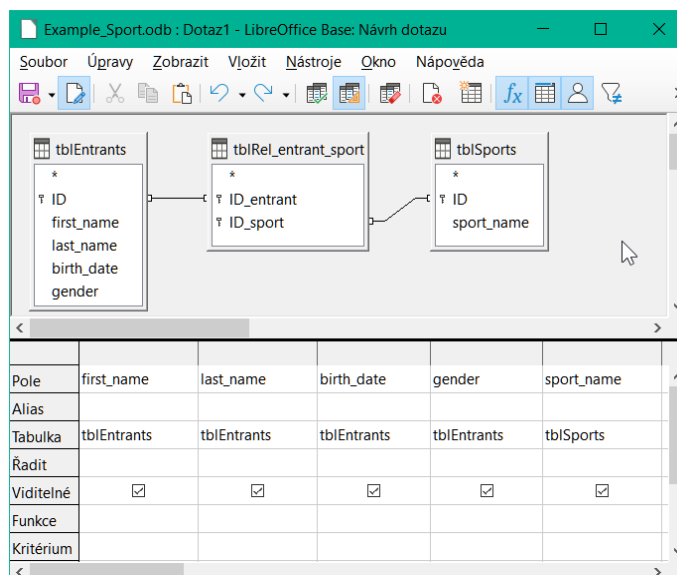 Example_Sport.odb : Dotaz1 - LibreOffice Base: Návrh dotazu
Soubor Úpravy Zobrazit Vložit Nástroje Okno Nápověda
tblEntrants
*
ID
first_name
last_name
birth_date
gender
tblRel_entrant_sport
*
ID_entrant
ID_sport
tblSports
*
ID
sport_name
Pole first_name last_name birth_date gender sport_name
Alias
Tabulka tblEntrants tblEntrants tblEntrants tblEntrants tblSports
Řadit
Viditelné
Funkce
Kritérium